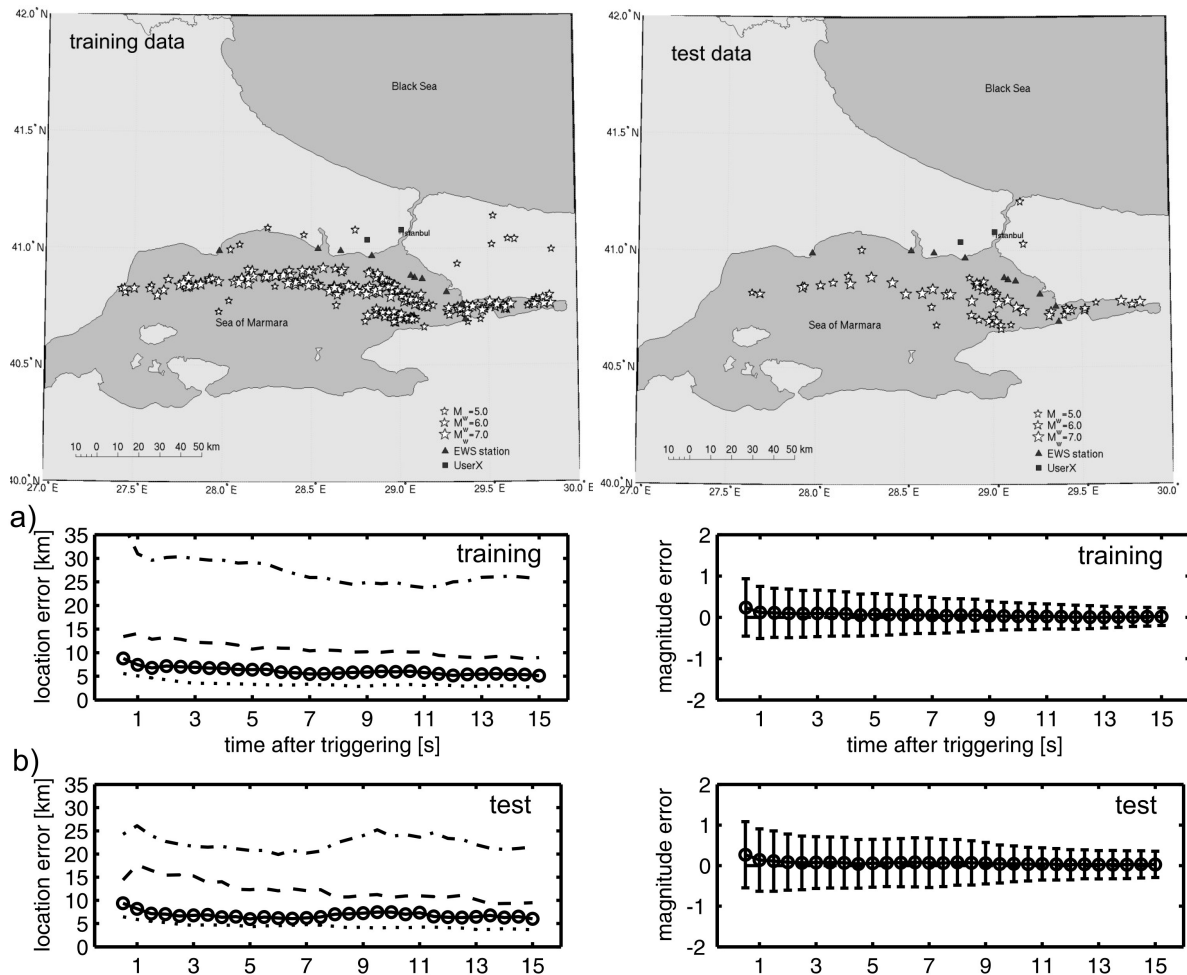 42.0° N
training data
Black Sea
41.5° N
41.0° N
Istanbul
Sea of Marmara
40.5° N
Mw=5.0
Mw=6.0
Mw=7.0
EWS station
UserX
10 0 10 20 30 40 50 km
40.0° N
27.0° E
27.5° E
28.0° E
28.5° E
29.0° E
29.5° E
30.0° E
42.0° N
test data
Black Sea
41.5° N
41.0° N
Istanbul
Sea of Marmara
40.5° N
Mw=5.0
Mw=6.0
Mw=7.0
EWS station
UserX
10 0 10 20 30 40 50 km
40.0° N
27.0° E
27.5° E
28.0° E
28.5° E
29.0° E
29.5° E
30.0° E
a)
training
location error [km]
35
30
25
20
15
10
5
0
1 3 5 7 9 11 13 15
time after triggering [s]
training
magnitude error
2
1
0
-1
-2
1 3 5 7 9 11 13 15
time after triggering [s]
b)
test
location error [km]
35
30
25
20
15
10
5
0
1 3 5 7 9 11 13 15
test
magnitude error
2
1
0
-1
-2
1 3 5 7 9 11 13 15